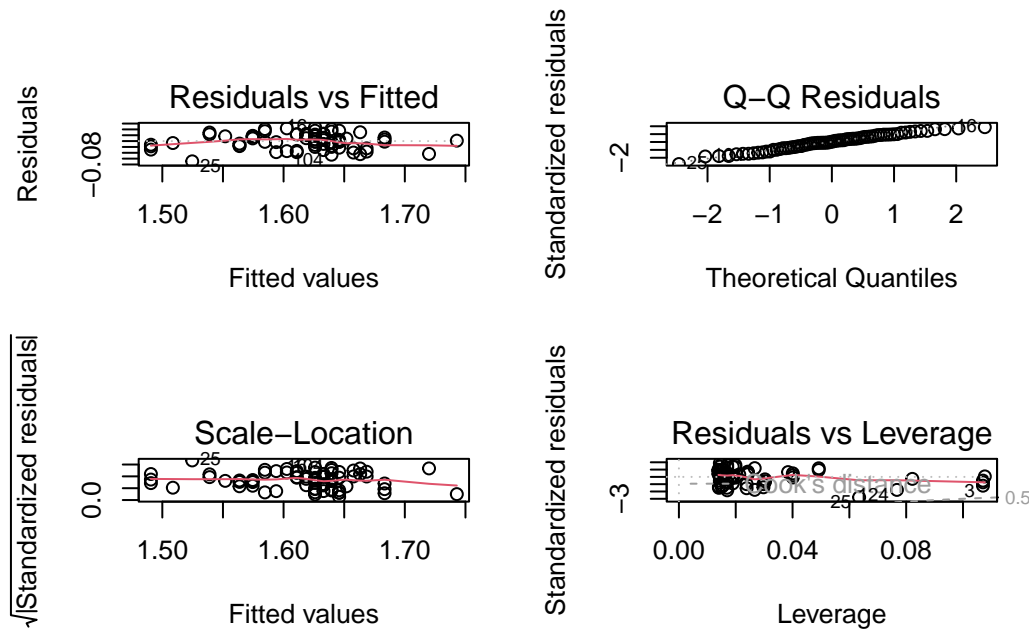 Residuals vs Fitted
Residuals
−0.08
16
25
104
1.50 1.60 1.70
Fitted values
Q−Q Residuals
Standardized residuals
−2
25
16
−2 −1 0 1 2
Theoretical Quantiles
Scale−Location
√|Standardized residuals|
0.0
25
1.50 1.60 1.70
Fitted values
Residuals vs Leverage
Standardized residuals
−3
Cook's distance
25
124
3
0.5
0.00 0.04 0.08
Leverage